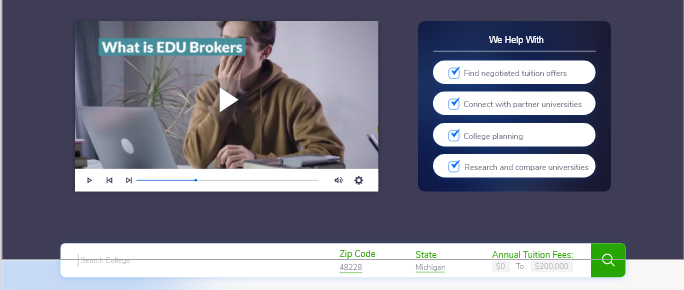 What is EDU Brokers
We Help With
Find negotiated tuition offers
Connect with partner universities
College planning
Research and compare universities
Search College
Zip Code
48228
State
Michigan
Annual Tuition Fees:
$0 To $200,000